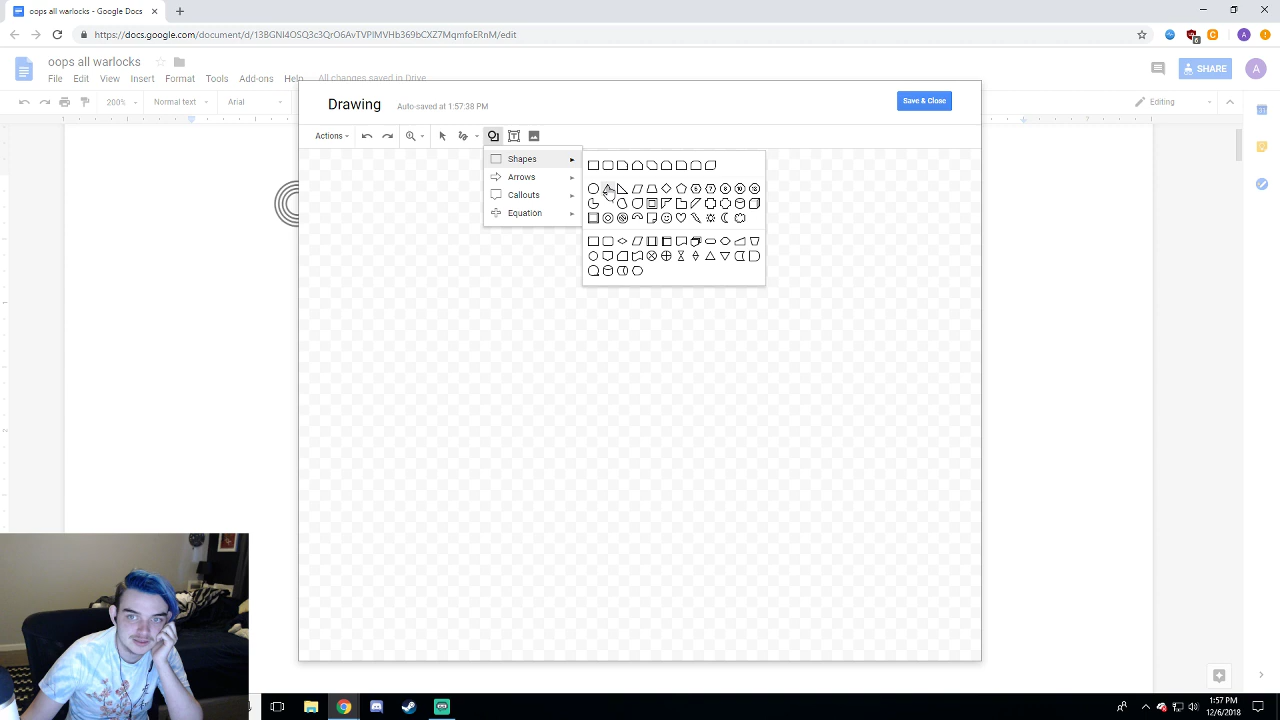 oops all warlocks - Google Docs
https://docs.google.com/document/d/13BGNl4OSQ3c3QrO6AvTVPlMVHb369bCXZ7MqmfoERnM/edit
oops all warlocks
File Edit View Insert Format Tools Add-ons Help All changes saved in Drive
SHARE
A
200% Normal text Arial
Editing
Drawing Auto-saved at 1:57:38 PM
Save & Close
Actions
Shapes
Arrows
Callouts
Equation
1:57 PM
12/6/2018